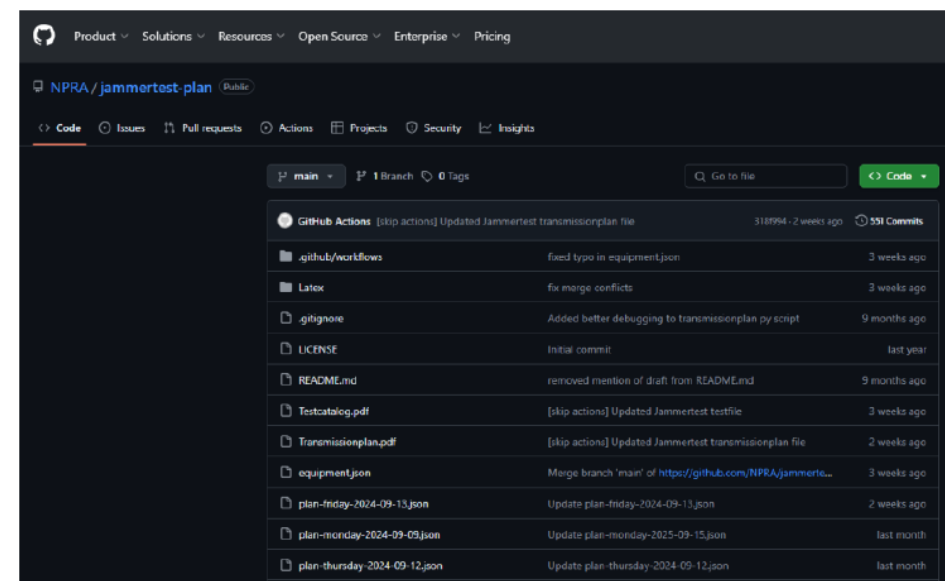 Product Solutions Resources Open Source Enterprise Pricing
NPRA / jammertest-plan Public
Code Issues Pull requests Actions Projects Security Insights
main 1 Branch 0 Tags Go to file Code
GitHub Actions [skip actions] Updated Jammertest transmissionplan file 318f994 · 2 weeks ago 551 Commits
.github/workflows fixed typo in equipment.json 3 weeks ago
Latex fix merge conflicts 3 weeks ago
.gitignore Added better debugging to transmissionplan py script 9 months ago
LICENSE Initial commit last year
README.md removed mention of draft from README.md 9 months ago
Testcatalog.pdf [skip actions] Updated Jammertest testfile 3 weeks ago
Transmissionplan.pdf [skip actions] Updated Jammertest transmissionplan file 2 weeks ago
equipment.json Merge branch 'main' of https://github.com/NPRA/jammerte... 3 weeks ago
plan-friday-2024-09-13.json Update plan-friday-2024-09-13.json 2 weeks ago
plan-monday-2024-09-09.json Update plan-monday-2025-09-15.json last month
plan-thursday-2024-09-12.json Update plan-thursday-2024-09-12.json last month